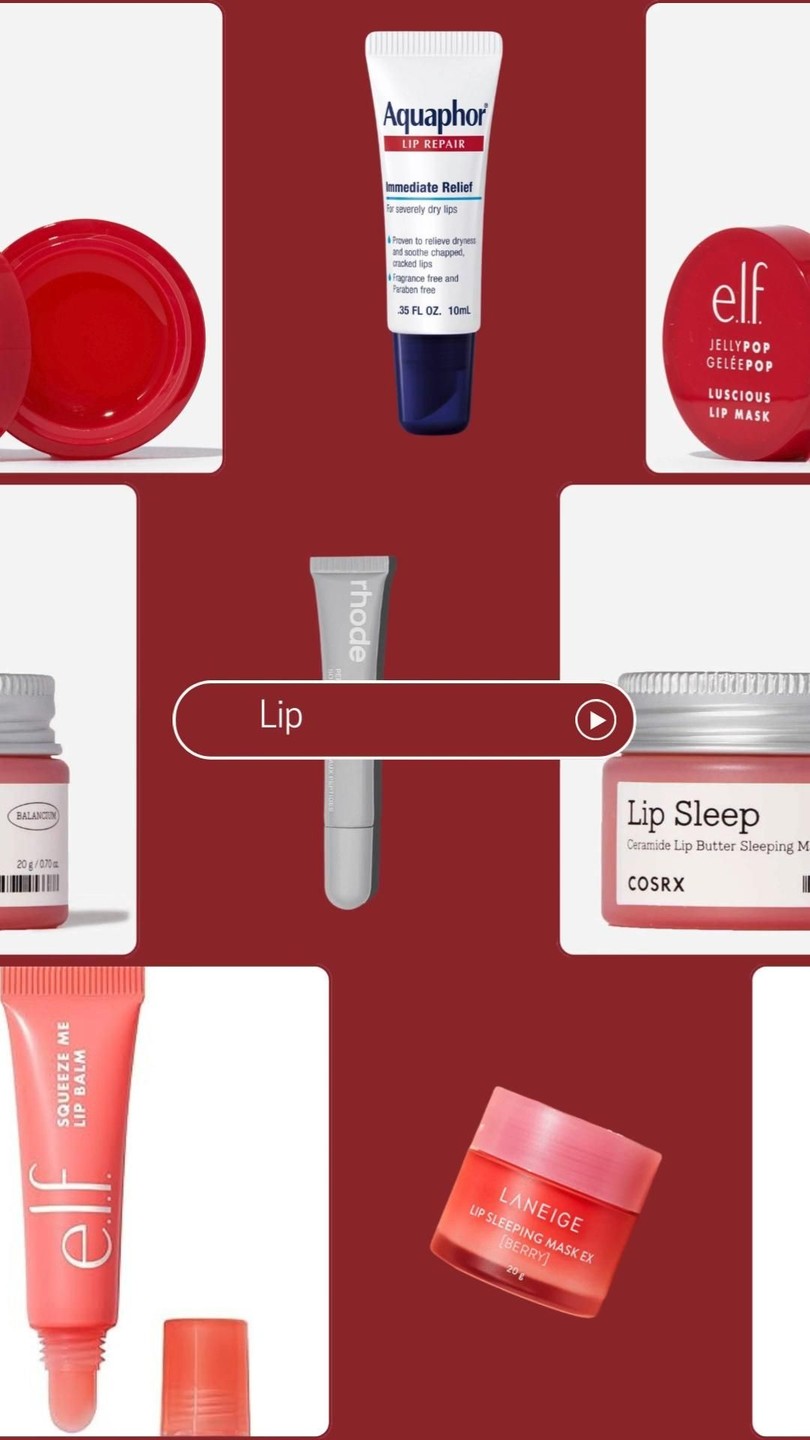 Aquaphor®
LIP REPAIR
Immediate Relief
For severely dry lips
Proven to relieve dryness
and soothe chapped,
cracked lips
Fragrance free and
Paraben free
.35 FL OZ. 10mL
e.l.f.
JELLYPOP
GELÉEPOP
LUSCIOUS
LIP MASK
rhode
Lip
BALANCIUM
20 g / 0.70 oz.
Lip Sleep
Ceramide Lip Butter Sleeping M
COSRX
SQUEEZE ME
LIP BALM
e.l.f.
LANEIGE
LIP SLEEPING MASK EX
[BERRY]
20 g